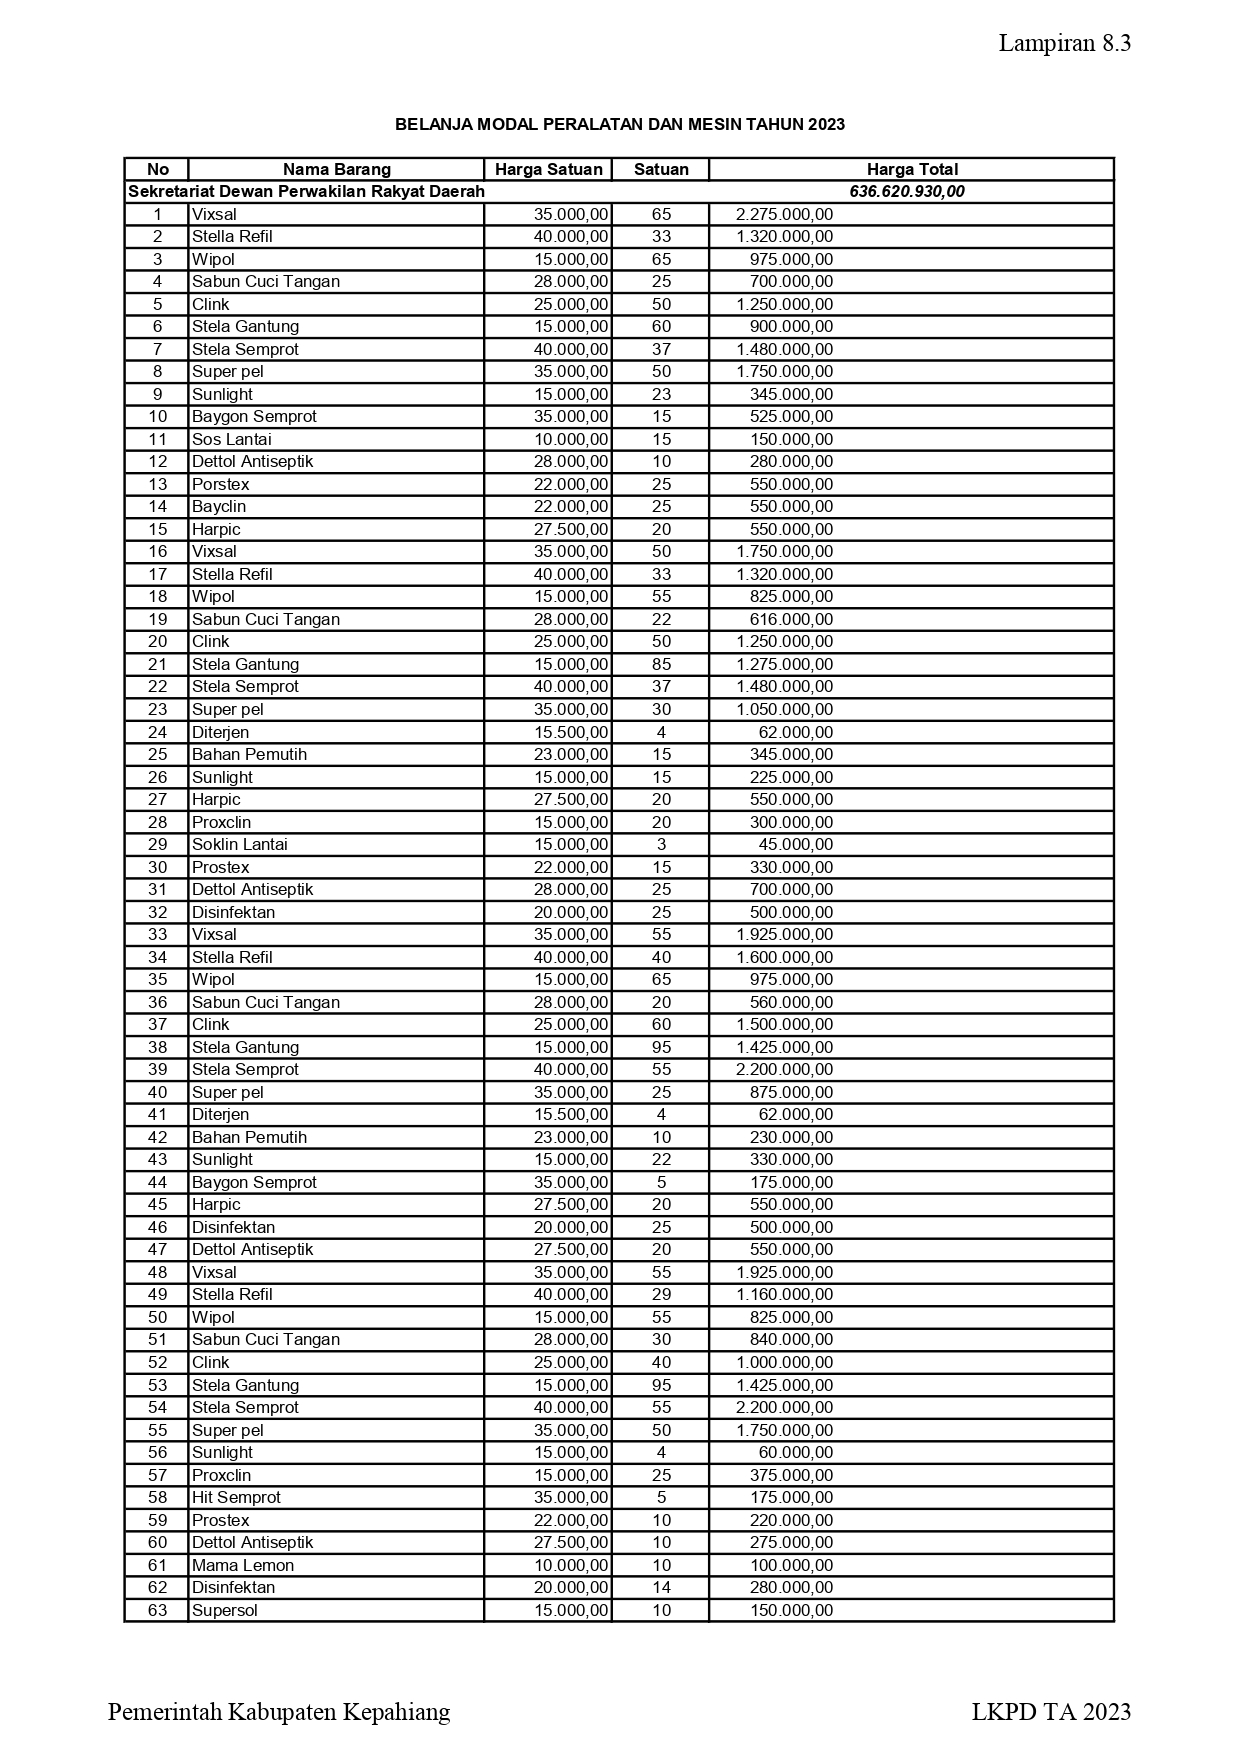 Lampiran 8.3
BELANJA MODAL PERALATAN DAN MESIN TAHUN 2023
No Nama Barang Harga Satuan Satuan Harga Total
Sekretariat Dewan Perwakilan Rakyat Daerah 636.620.930,00
1 Vixsal 35.000,00 65 2.275.000,00
2 Stella Refil 40.000,00 33 1.320.000,00
3 Wipol 15.000,00 65 975.000,00
4 Sabun Cuci Tangan 28.000,00 25 700.000,00
5 Clink 25.000,00 50 1.250.000,00
6 Stela Gantung 15.000,00 60 900.000,00
7 Stela Semprot 40.000,00 37 1.480.000,00
8 Super pel 35.000,00 50 1.750.000,00
9 Sunlight 15.000,00 23 345.000,00
10 Baygon Semprot 35.000,00 15 525.000,00
11 Sos Lantai 10.000,00 15 150.000,00
12 Dettol Antiseptik 28.000,00 10 280.000,00
13 Porstex 22.000,00 25 550.000,00
14 Bayclin 22.000,00 25 550.000,00
15 Harpic 27.500,00 20 550.000,00
16 Vixsal 35.000,00 50 1.750.000,00
17 Stella Refil 40.000,00 33 1.320.000,00
18 Wipol 15.000,00 55 825.000,00
19 Sabun Cuci Tangan 28.000,00 22 616.000,00
20 Clink 25.000,00 50 1.250.000,00
21 Stela Gantung 15.000,00 85 1.275.000,00
22 Stela Semprot 40.000,00 37 1.480.000,00
23 Super pel 35.000,00 30 1.050.000,00
24 Diterjen 15.500,00 4 62.000,00
25 Bahan Pemutih 23.000,00 15 345.000,00
26 Sunlight 15.000,00 15 225.000,00
27 Harpic 27.500,00 20 550.000,00
28 Proxclin 15.000,00 20 300.000,00
29 Soklin Lantai 15.000,00 3 45.000,00
30 Prostex 22.000,00 15 330.000,00
31 Dettol Antiseptik 28.000,00 25 700.000,00
32 Disinfektan 20.000,00 25 500.000,00
33 Vixsal 35.000,00 55 1.925.000,00
34 Stella Refil 40.000,00 40 1.600.000,00
35 Wipol 15.000,00 65 975.000,00
36 Sabun Cuci Tangan 28.000,00 20 560.000,00
37 Clink 25.000,00 60 1.500.000,00
38 Stela Gantung 15.000,00 95 1.425.000,00
39 Stela Semprot 40.000,00 55 2.200.000,00
40 Super pel 35.000,00 25 875.000,00
41 Diterjen 15.500,00 4 62.000,00
42 Bahan Pemutih 23.000,00 10 230.000,00
43 Sunlight 15.000,00 22 330.000,00
44 Baygon Semprot 35.000,00 5 175.000,00
45 Harpic 27.500,00 20 550.000,00
46 Disinfektan 20.000,00 25 500.000,00
47 Dettol Antiseptik 27.500,00 20 550.000,00
48 Vixsal 35.000,00 55 1.925.000,00
49 Stella Refil 40.000,00 29 1.160.000,00
50 Wipol 15.000,00 55 825.000,00
51 Sabun Cuci Tangan 28.000,00 30 840.000,00
52 Clink 25.000,00 40 1.000.000,00
53 Stela Gantung 15.000,00 95 1.425.000,00
54 Stela Semprot 40.000,00 55 2.200.000,00
55 Super pel 35.000,00 50 1.750.000,00
56 Sunlight 15.000,00 4 60.000,00
57 Proxclin 15.000,00 25 375.000,00
58 Hit Semprot 35.000,00 5 175.000,00
59 Prostex 22.000,00 10 220.000,00
60 Dettol Antiseptik 27.500,00 10 275.000,00
61 Mama Lemon 10.000,00 10 100.000,00
62 Disinfektan 20.000,00 14 280.000,00
63 Supersol 15.000,00 10 150.000,00
Pemerintah Kabupaten Kepahiang LKPD TA 2023